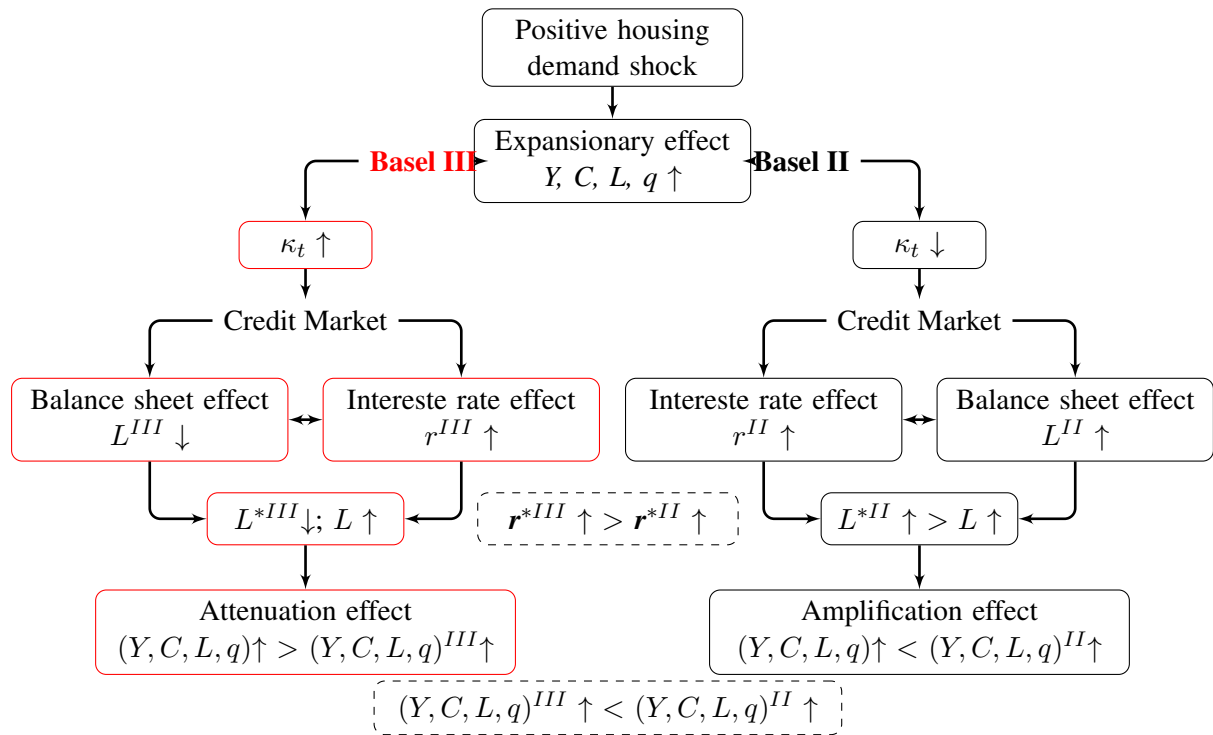 Positive housing
demand shock
Expansionary effect
Y, C, L, q ↑
Basel III
Basel II
κₜ ↑
κₜ ↓
Credit Market
Credit Market
Balance sheet effect
L^{III} ↓
Intereste rate effect
r^{III} ↑
Intereste rate effect
r^{II} ↑
Balance sheet effect
L^{II} ↑
L^{*III}↓; L ↑
r^{*III} ↑ > r^{*II} ↑
L^{*II} ↑ > L ↑
Attenuation effect
(Y, C, L, q)↑ > (Y, C, L, q)^{III}↑
Amplification effect
(Y, C, L, q)↑ < (Y, C, L, q)^{II}↑
(Y, C, L, q)^{III} ↑ < (Y, C, L, q)^{II} ↑